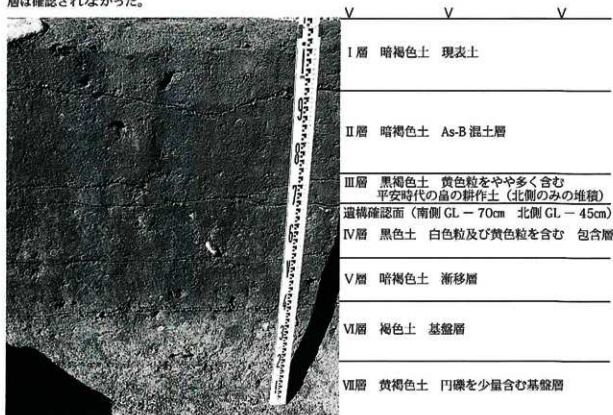 層は確認されなかった。
Ⅰ層 暗褐色土 現表土
Ⅱ層 暗褐色土 As-B 混土層
Ⅲ層 黒褐色土 黄色粒をやや多く含む
平安時代の畠の耕作土（北側のみの堆積）
遺構確認面（南側 GL － 70㎝ 北側 GL － 45㎝）
Ⅳ層 黒色土 白色粒及び黄色粒を含む 包含層
Ⅴ層 暗褐色土 漸移層
Ⅵ層 褐色土 基盤層
Ⅶ層 黄褐色土 円礫を少量含む基盤層